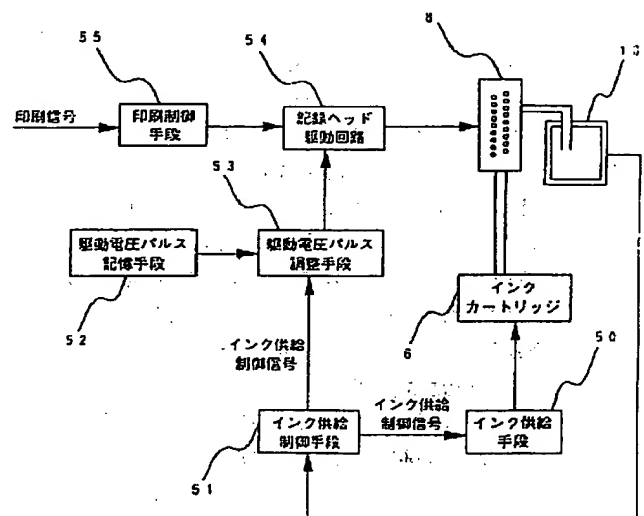 55
54
8
10
印刷信号
印刷制御
手段
記録ヘッド
駆動回路
53
駆動電圧パルス
記憶手段
駆動電圧パルス
調整手段
52
インク
カートリッジ
6
50
インク供給
制御信号
インク供給
制御手段
インク供給
制御信号
インク供給
手段
51